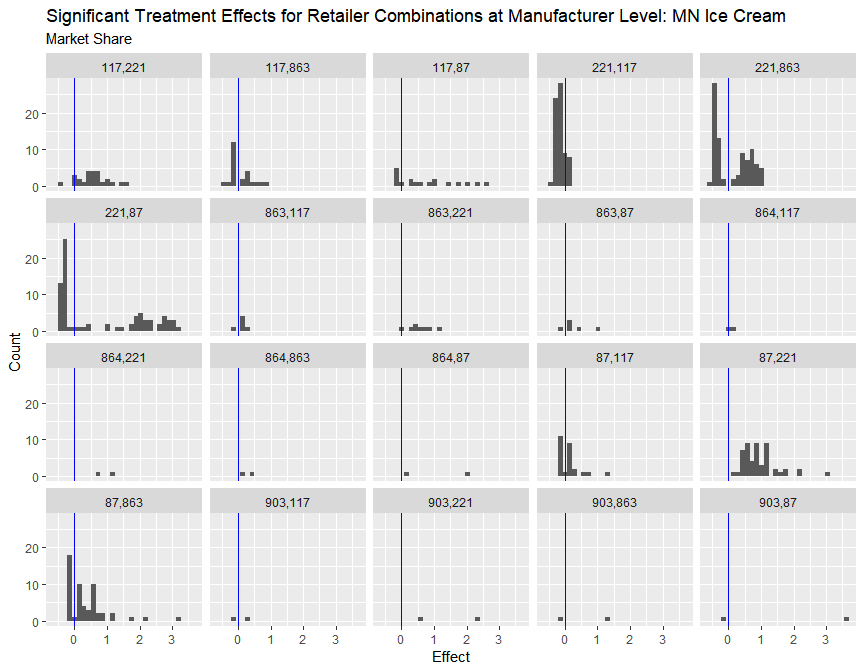 Significant Treatment Effects for Retailer Combinations at Manufacturer Level: MN Ice Cream
Market Share
117,221 117,863 117,87 221,117 221,863
20
10
0
221,87 863,117 863,221 863,87 864,117
20
10
0
864,221 864,863 864,87 87,117 87,221
20
10
0
87,863 903,117 903,221 903,863 903,87
20
10
0
Count
0 1 2 3 0 1 2 3 0 1 2 3 0 1 2 3 0 1 2 3
Effect